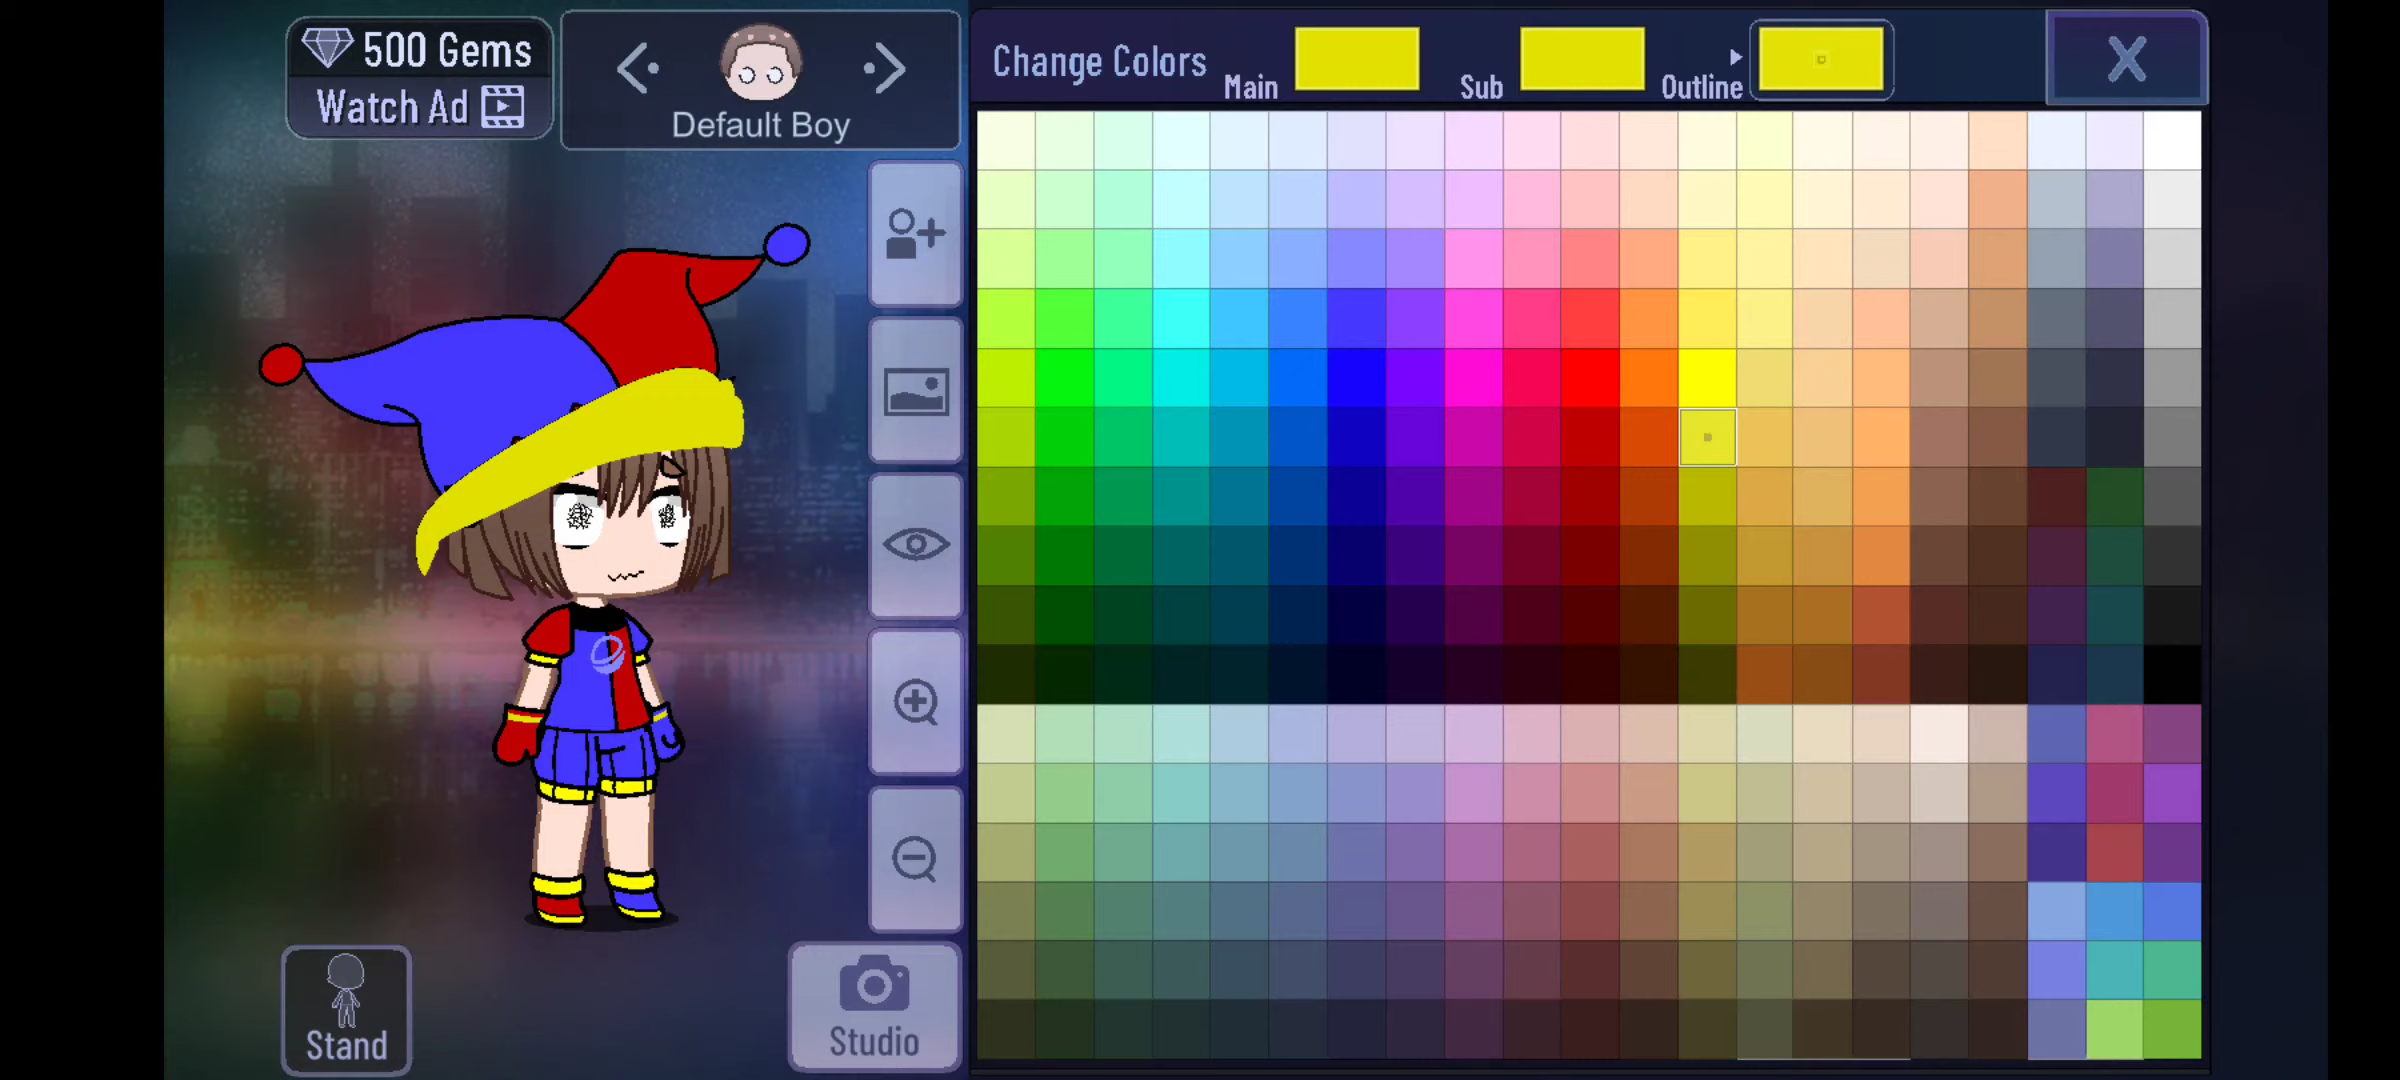 500 Gems
Watch Ad
Default Boy
Change Colors
Main
Sub
Outline
X
Stand
Studio